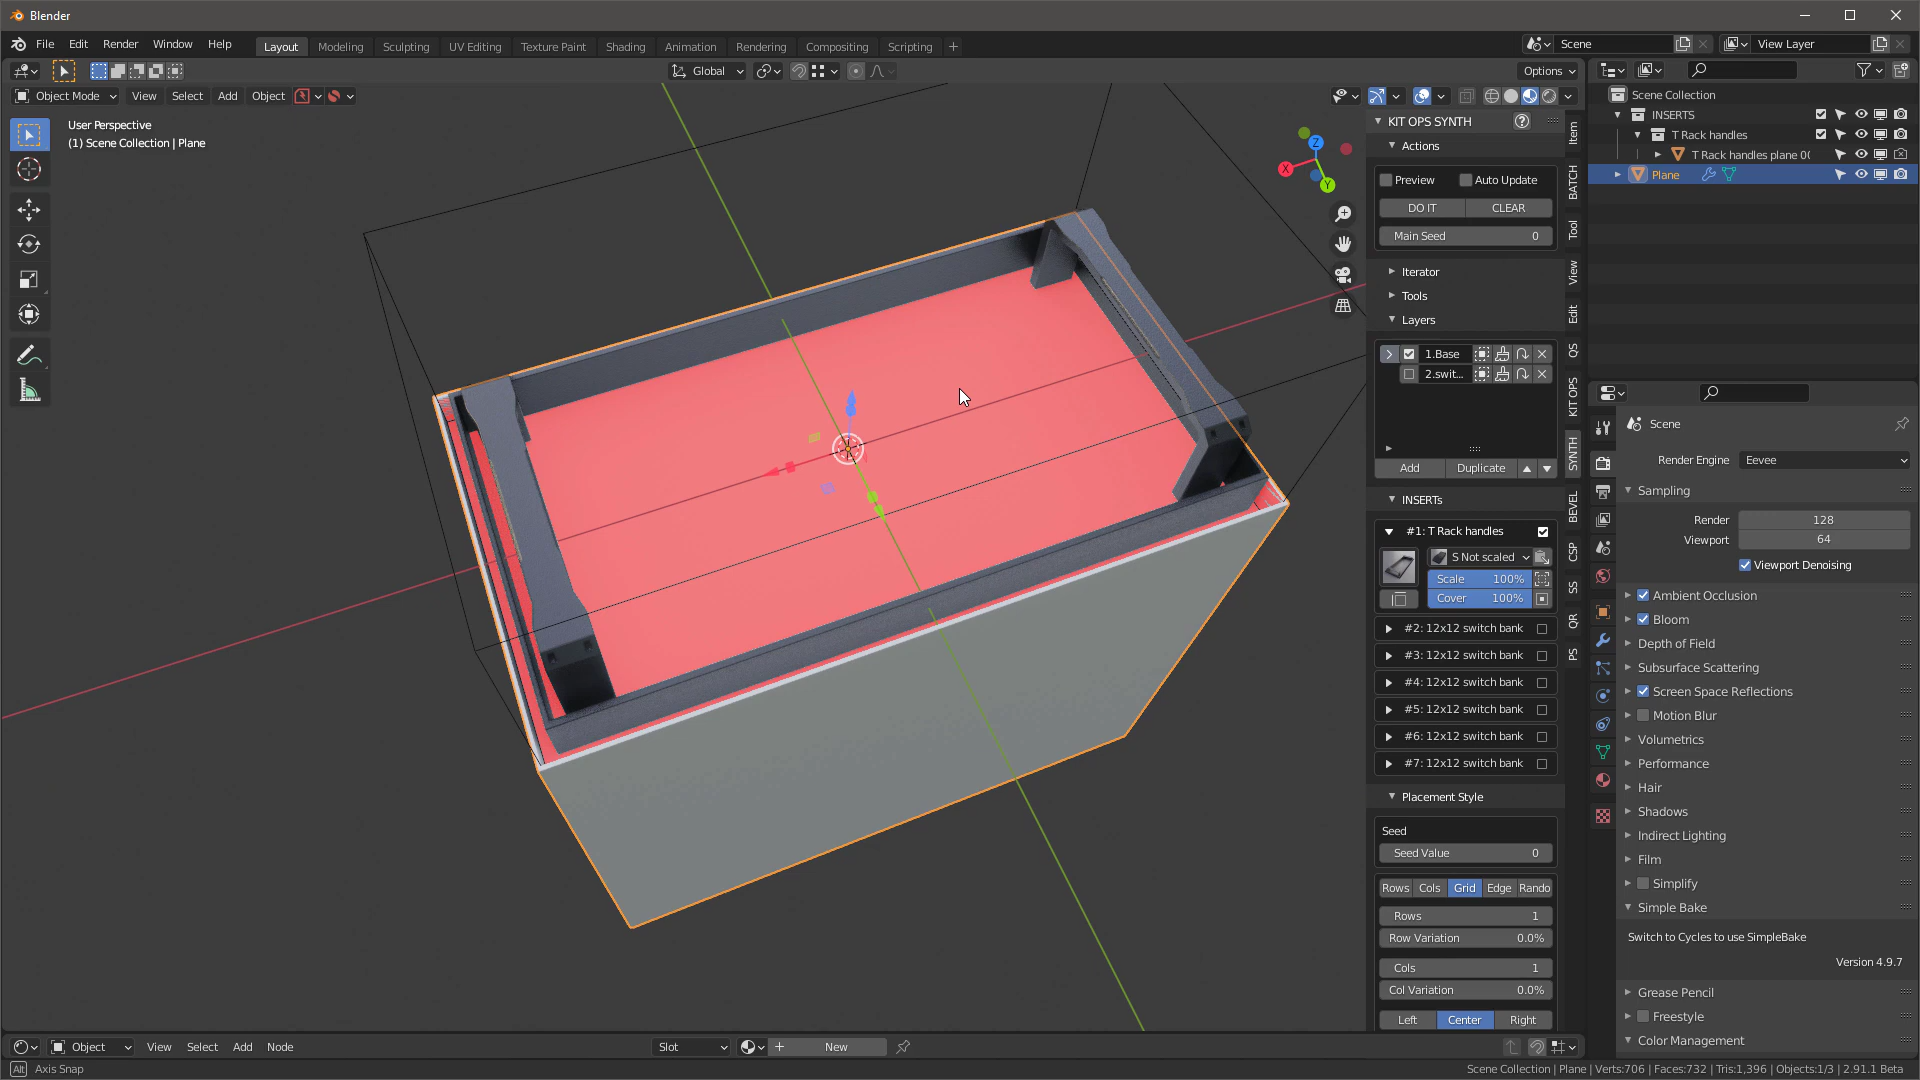 Blender
File Edit Render Window Help Layout Modeling Sculpting UV Editing Texture Paint Shading Animation Rendering Compositing Scripting + Scene View Layer
Global Options
Object Mode View Select Add Object
User Perspective
(1) Scene Collection | Plane
Z
X
Y
KIT OPS SYNTH
Actions
Preview Auto Update
DO IT CLEAR
Main Seed 0
Iterator
Tools
Layers
1.Base
2.swit...
Add Duplicate
INSERTs
#1: T Rack handles
S Not scaled
Scale 100%
Cover 100%
#2: 12x12 switch bank
#3: 12x12 switch bank
#4: 12x12 switch bank
#5: 12x12 switch bank
#6: 12x12 switch bank
#7: 12x12 switch bank
Placement Style
Seed
Seed Value 0
Rows Cols Grid Edge Rando
Rows 1
Row Variation 0.0%
Cols 1
Col Variation 0.0%
Left Center Right
Item
BATCH
Tool
View
Edit
QS
KIT OPS
SYNTH
BEVEL
CSP
SS
QR
PS
Scene Collection
INSERTS
T Rack handles
T Rack handles plane 0(
Plane
Scene
Render Engine Eevee
Sampling
Render 128
Viewport 64
Viewport Denoising
Ambient Occlusion
Bloom
Depth of Field
Subsurface Scattering
Screen Space Reflections
Motion Blur
Volumetrics
Performance
Hair
Shadows
Indirect Lighting
Film
Simplify
Simple Bake
Switch to Cycles to use SimpleBake
Version 4.9.7
Grease Pencil
Freestyle
Color Management
Object View Select Add Node Slot New
Alt Axis Snap
Scene Collection | Plane | Verts:706 | Faces:732 | Tris:1,396 | Objects:1/3 | 2.91.1 Beta